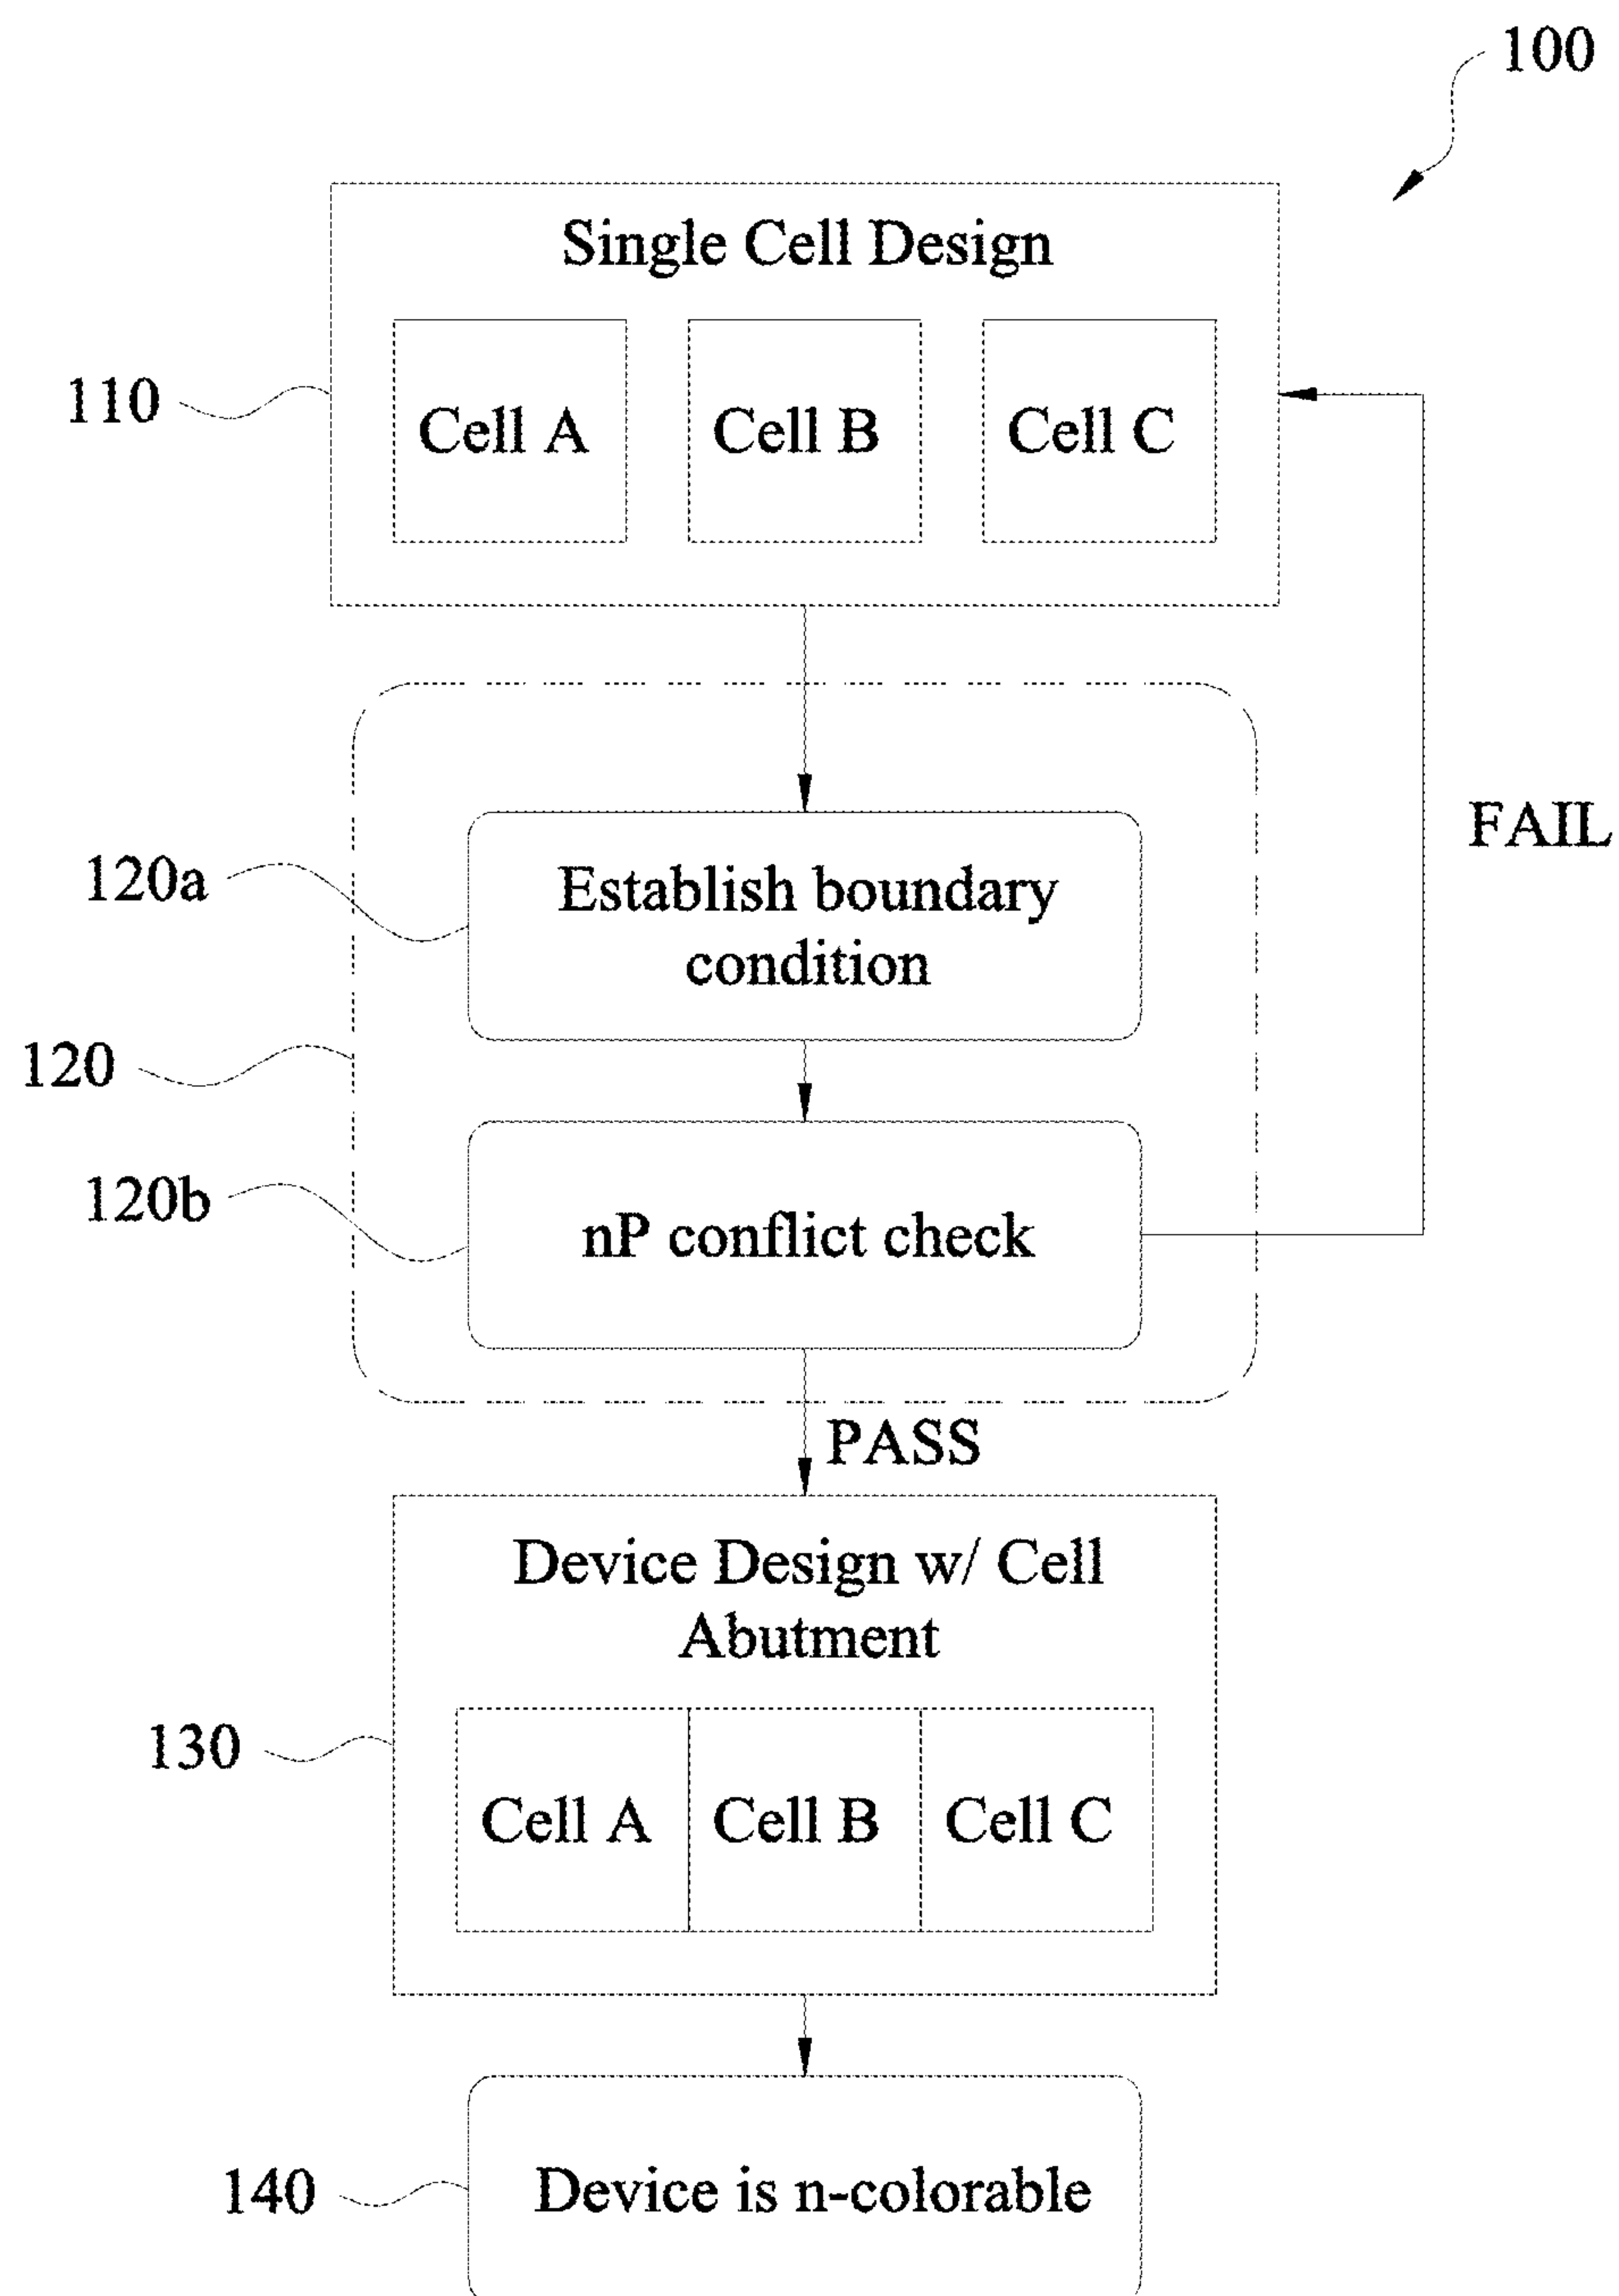 100
Single Cell Design
110
Cell A
Cell B
Cell C
120a
Establish boundary
condition
FAIL
120
120b
nP conflict check
PASS
Device Design w/ Cell
Abutment
130
Cell A
Cell B
Cell C
140
Device is n-colorable